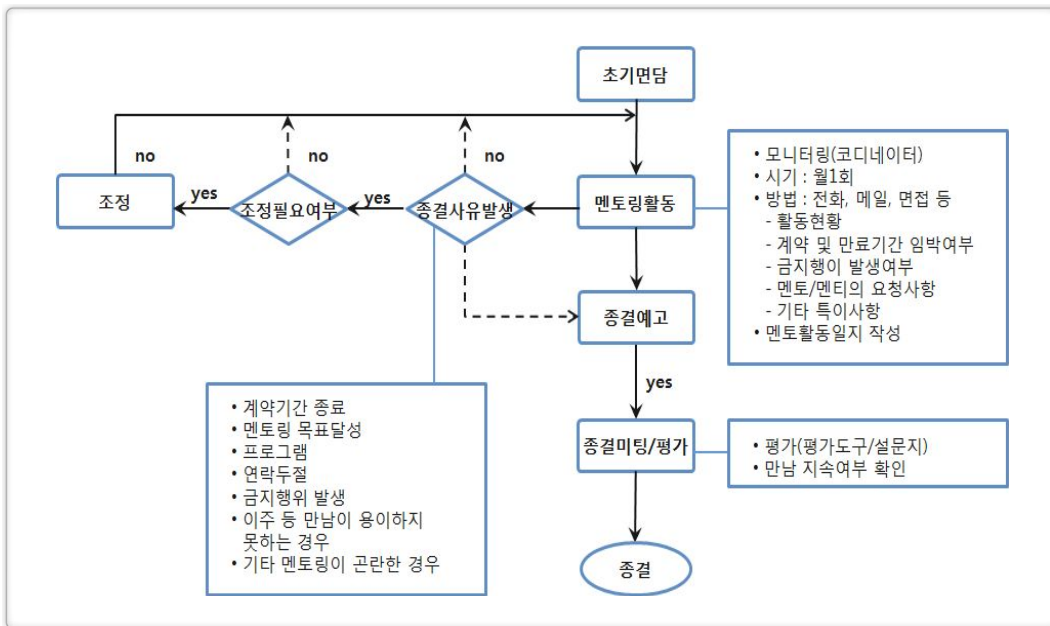 초기면담
no
no
no
조정
yes
조정필요여부
yes
종결사유발생
멘토링활동
• 모니터링(코디네이터)
• 시기 : 월1회
• 방법 : 전화, 메일, 면접 등
- 활동현황
- 계약 및 만료기간 임박여부
- 금지행이 발생여부
- 멘토/멘티의 요청사항
- 기타 특이사항
• 멘토활동일지 작성
종결예고
yes
• 계약기간 종료
• 멘토링 목표달성
• 프로그램
• 연락두절
• 금지행위 발생
• 이주 등 만남이 용이하지
못하는 경우
• 기타 멘토링이 곤란한 경우
종결미팅/평가
• 평가(평가도구/설문지)
• 만남 지속여부 확인
종결